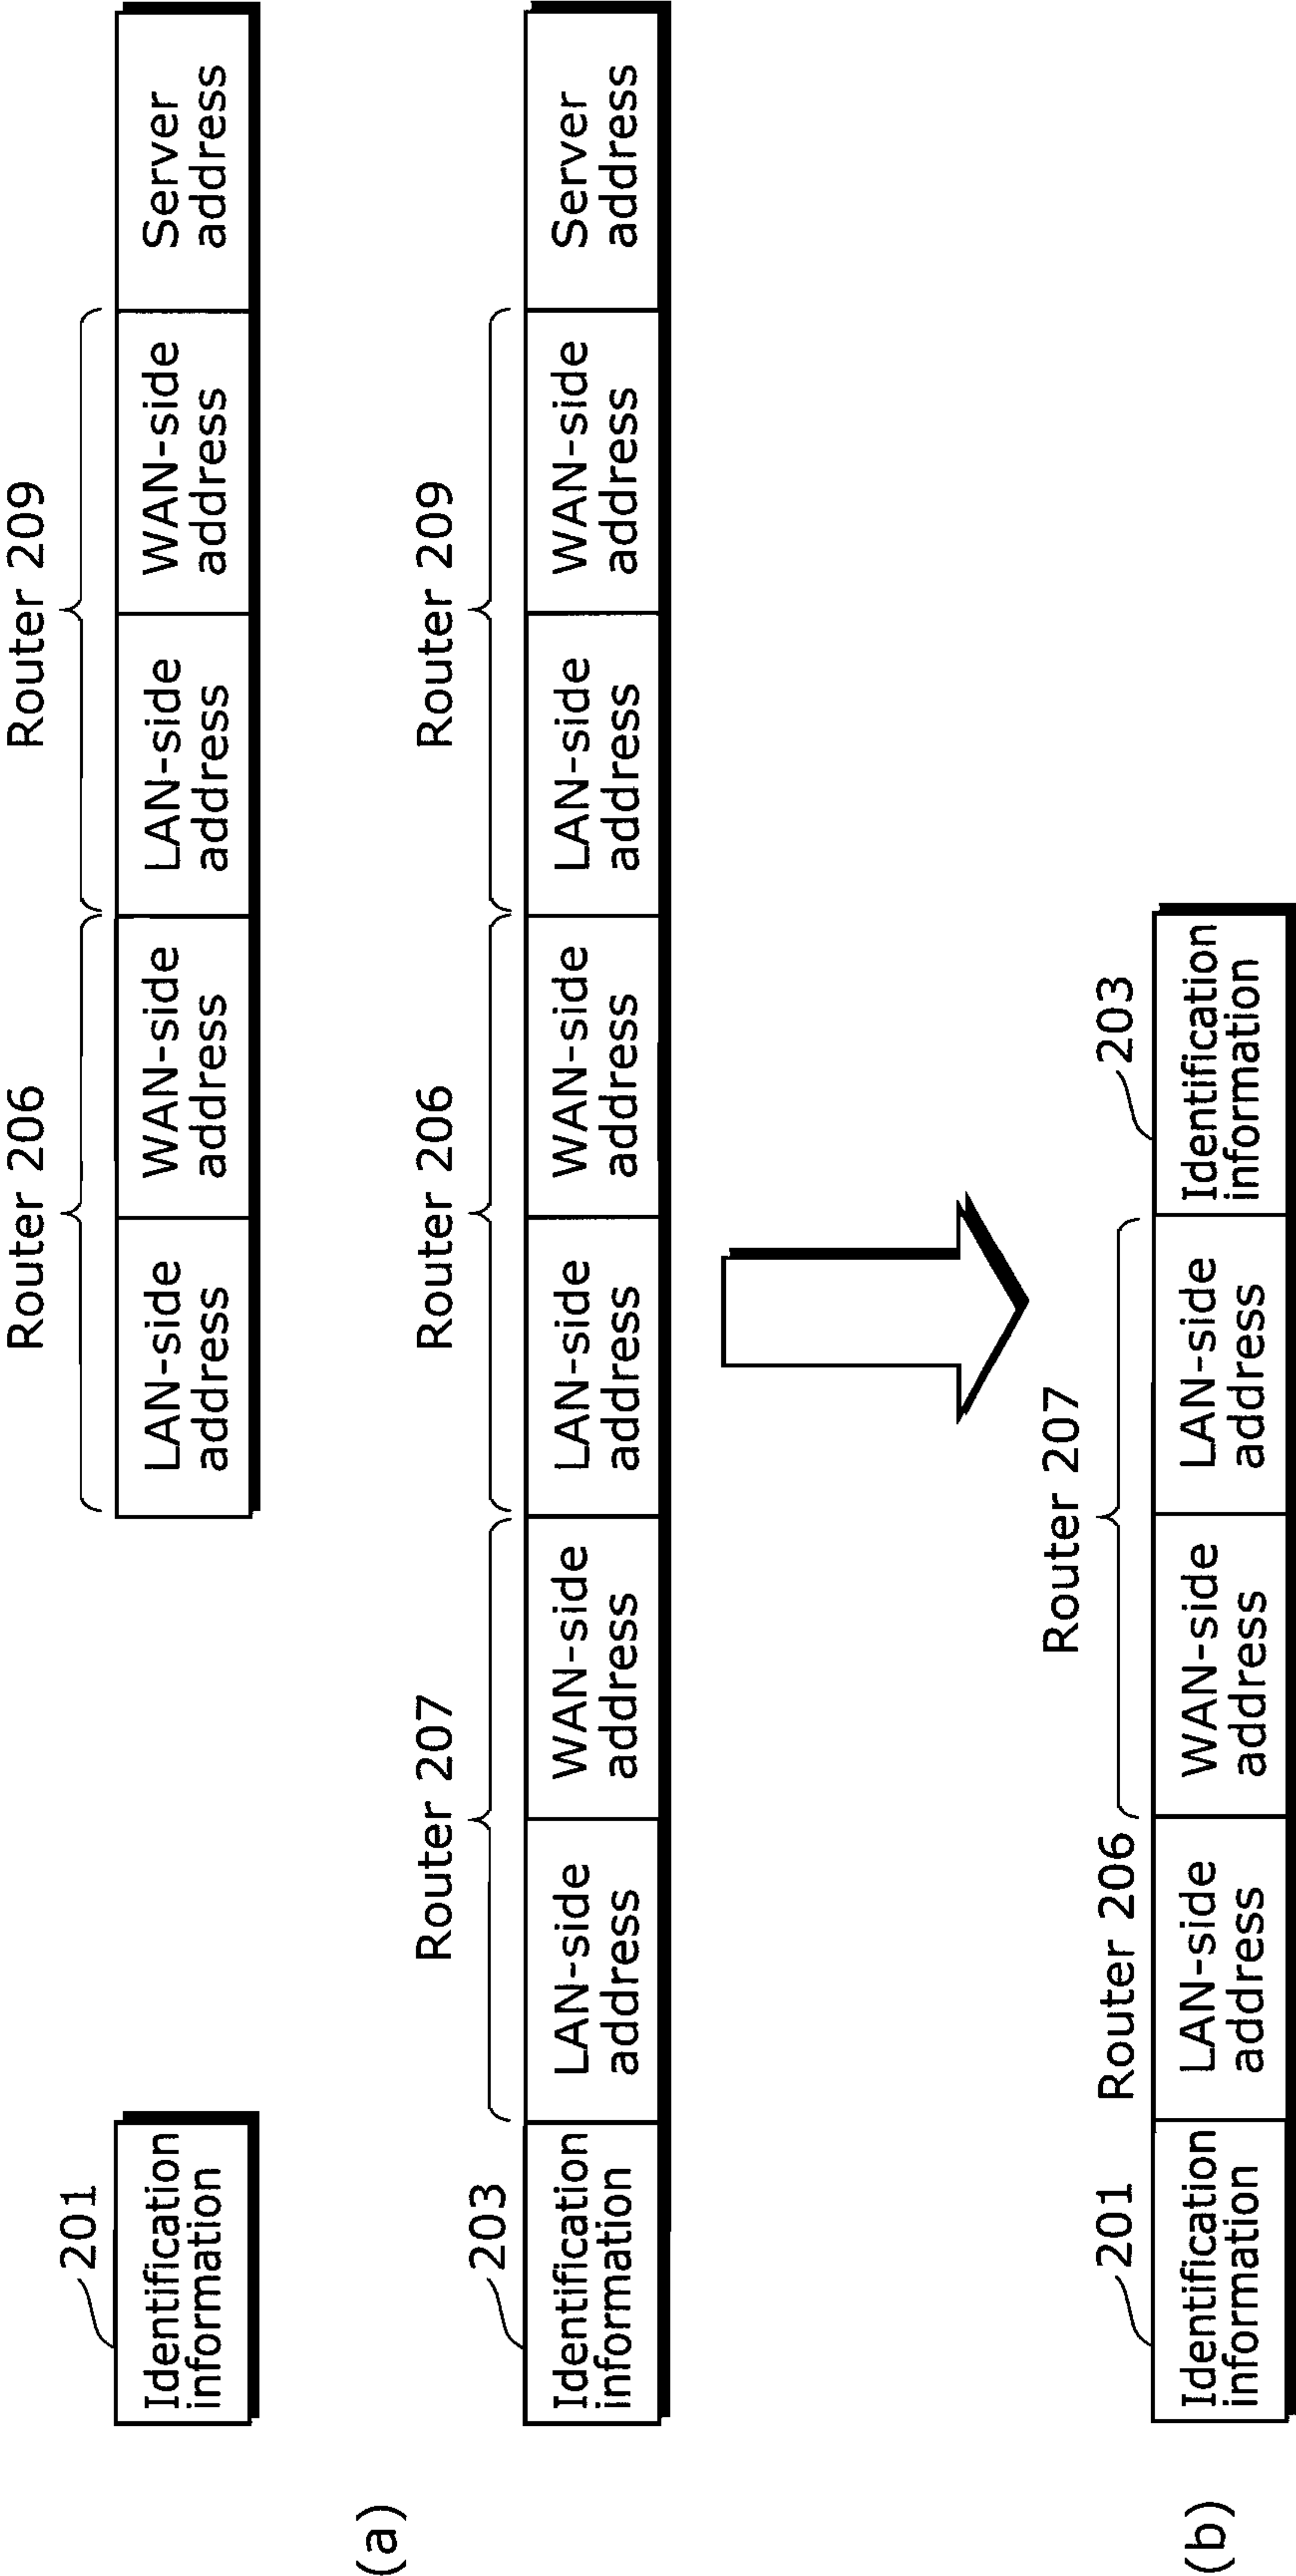 Router 206
Router 209
201
Identification
information
LAN-side
address
WAN-side
address
LAN-side
address
WAN-side
address
Server
address
(a)
Router 207
Router 206
Router 209
203
Identification
information
LAN-side
address
WAN-side
address
LAN-side
address
WAN-side
address
LAN-side
address
WAN-side
address
Server
address
Router 207
201
Router 206
203
(b)
Identification
information
LAN-side
address
WAN-side
address
LAN-side
address
Identification
information